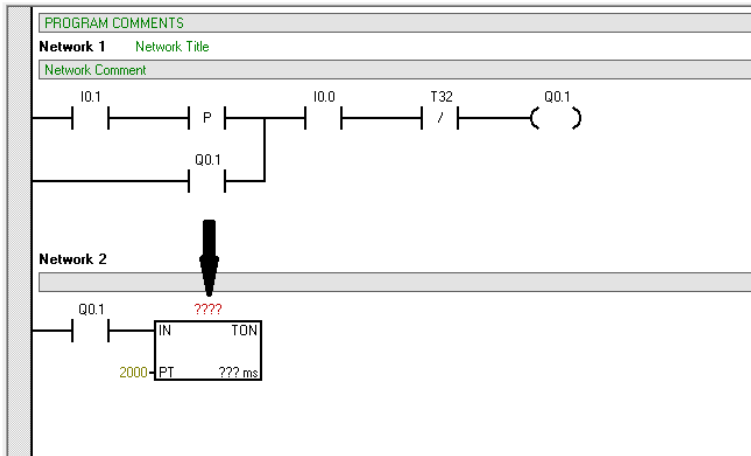 PROGRAM COMMENTS
Network 1 Network Title
Network Comment
I0.1 I0.0 T32 Q0.1
P /
Q0.1
Network 2
Q0.1 ????
IN TON
2000 PT ??? ms